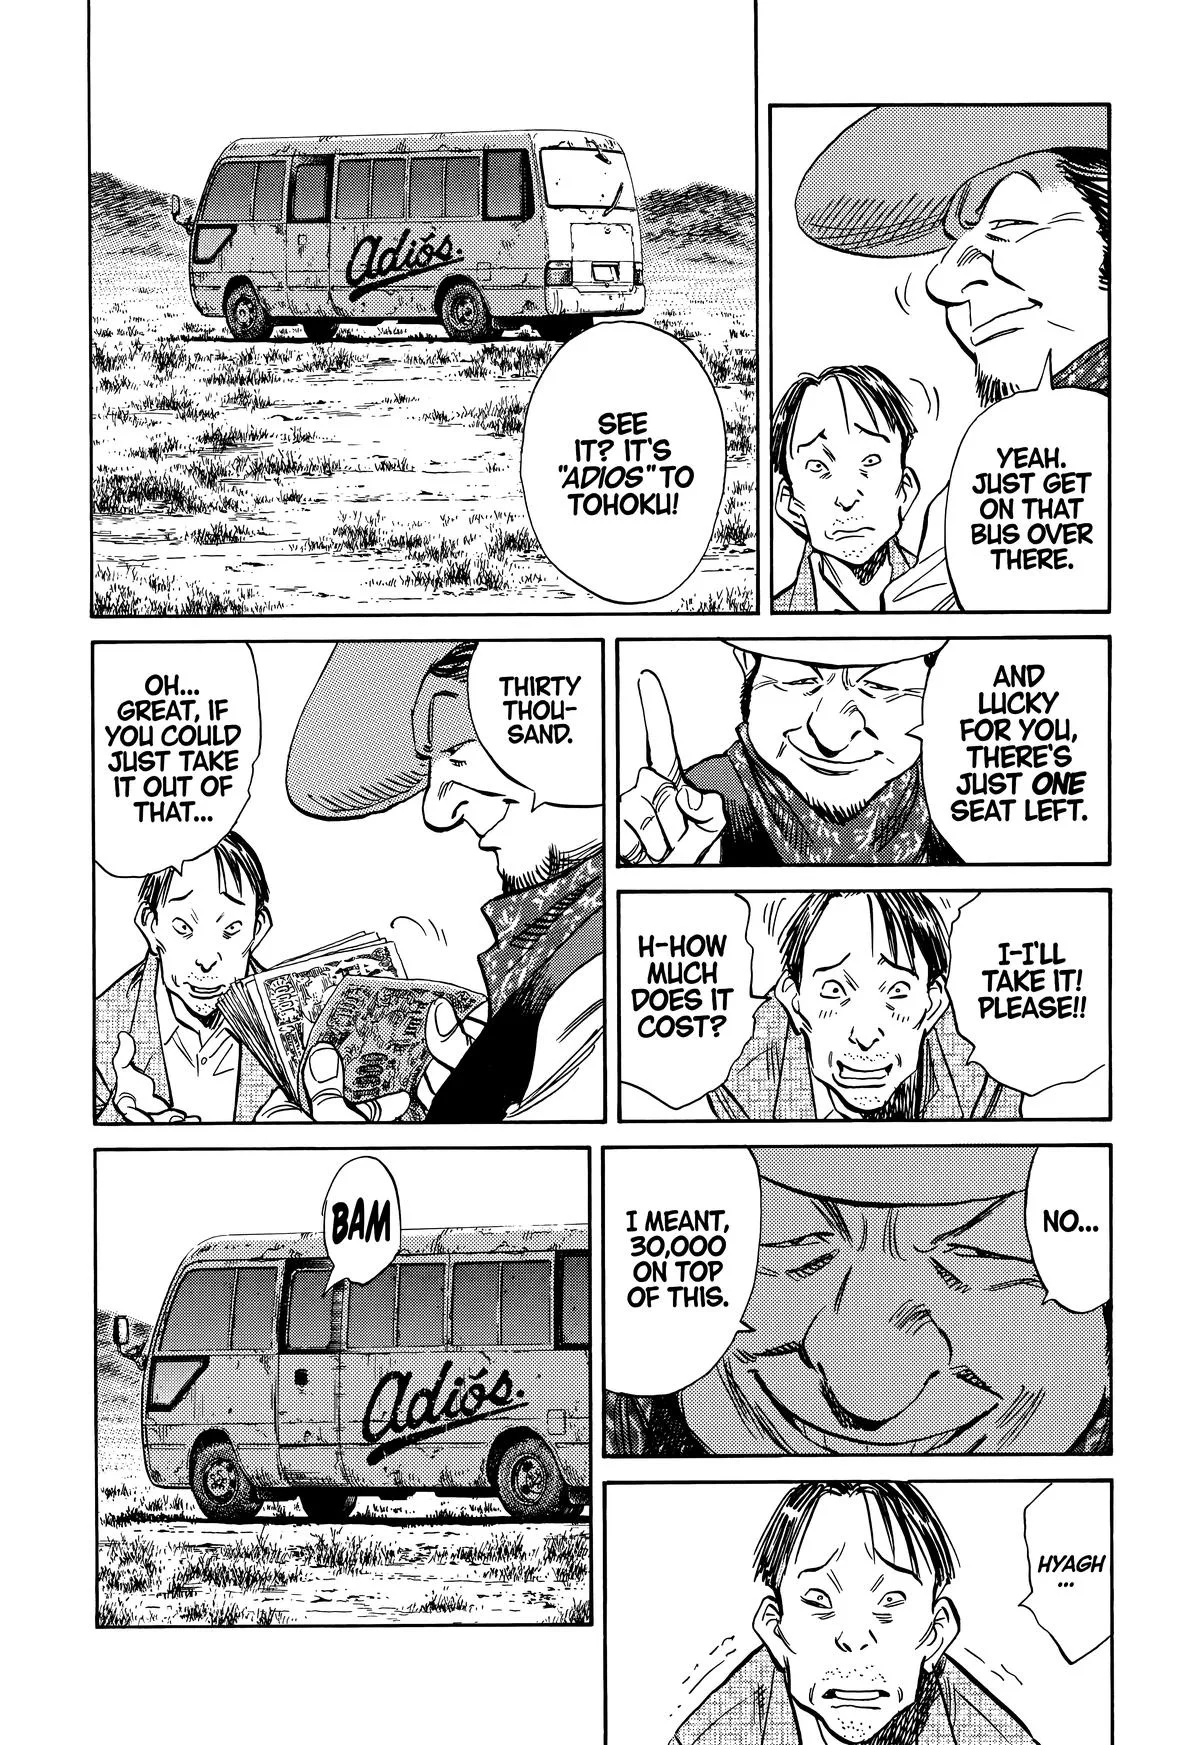 YEAH.
JUST GET
ON THAT
BUS OVER
THERE.
SEE
IT? IT'S
"ADIOS" TO
TOHOKU!
adiós.
AND
LUCKY
FOR YOU,
THERE'S
JUST ONE
SEAT LEFT.
THIRTY
THOU-
SAND.
OH...
GREAT, IF
YOU COULD
JUST TAKE
IT OUT OF
THAT...
I-I'LL
TAKE IT!
PLEASE!!
H-HOW
MUCH
DOES IT
COST?
NO...
I MEANT,
30,000
ON TOP
OF THIS.
HYAGH
...
BAM
adiós.